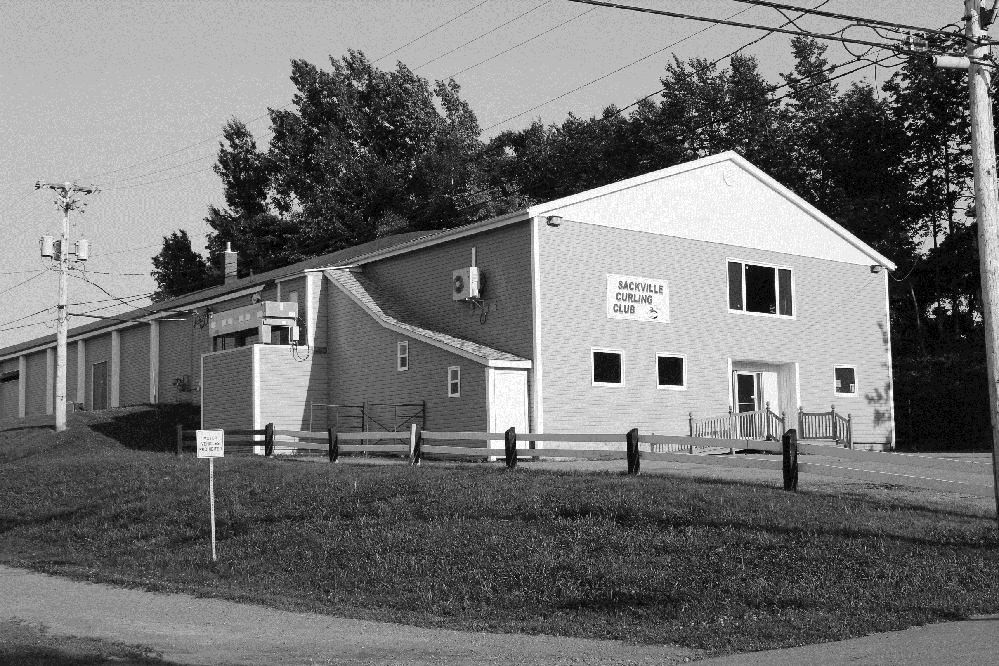 SACKVILLE
CURLING
CLUB
MOTOR
VEHICLES
PROHIBITED